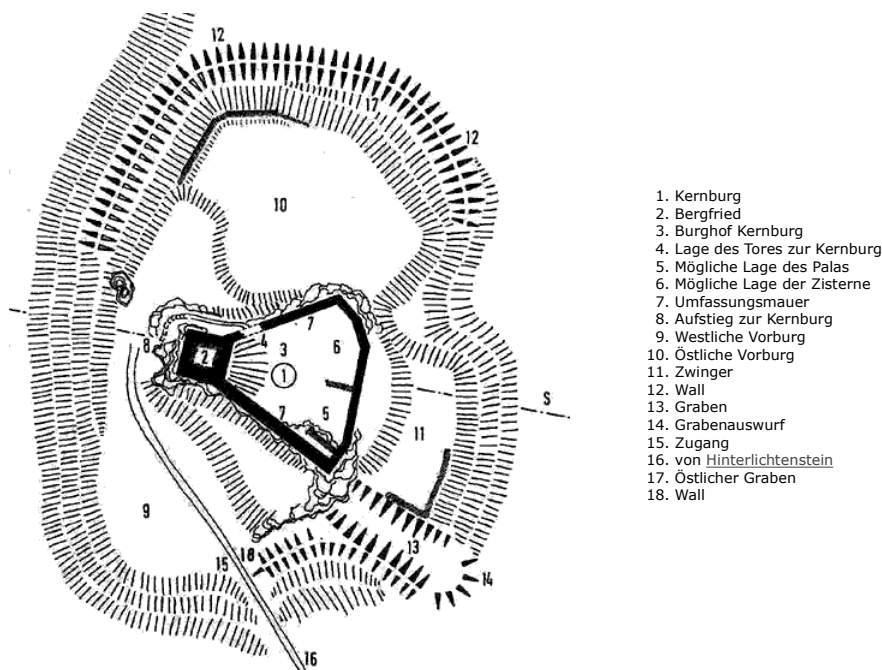 12
17
12
10
7
4
8
2
3
6
1
S
7
5
11
9
13
18
15
14
16
1. Kernburg
2. Bergfried
3. Burghof Kernburg
4. Lage des Tores zur Kernburg
5. Mögliche Lage des Palas
6. Mögliche Lage der Zisterne
7. Umfassungsmauer
8. Aufstieg zur Kernburg
9. Westliche Vorburg
10. Östliche Vorburg
11. Zwinger
12. Wall
13. Graben
14. Grabenauswurf
15. Zugang
16. von Hinterlichtenstein
17. Östlicher Graben
18. Wall